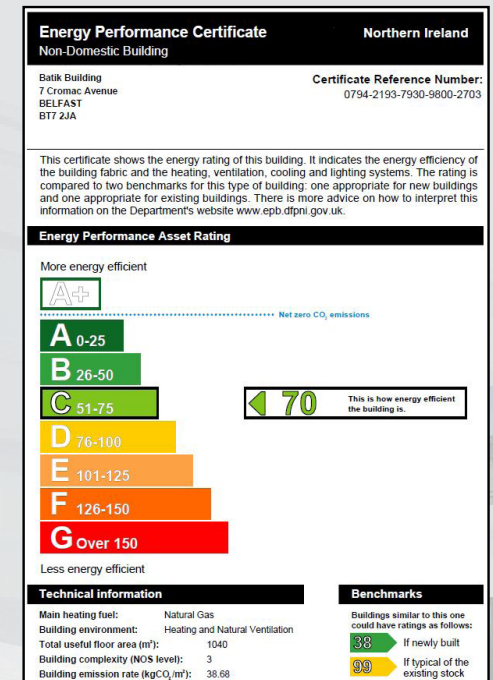 Energy Performance Certificate
Northern Ireland
Non-Domestic Building
Batik Building
7 Cromac Avenue
BELFAST
BT7 2JA
Certificate Reference Number:
0794-2193-7930-9800-2703
This certificate shows the energy rating of this building. It indicates the energy efficiency of
the building fabric and the heating, ventilation, cooling and lighting systems. The rating is
compared to two benchmarks for this type of building: one appropriate for new buildings
and one appropriate for existing buildings. There is more advice on how to interpret this
information on the Department's website www.epb.dfpni.gov.uk.
Energy Performance Asset Rating
More energy efficient
A+
Net zero CO₂ emissions
A 0-25
B 26-50
C 51-75
70
This is how energy efficient
the building is.
D 76-100
E 101-125
F 126-150
G Over 150
Less energy efficient
Technical information
Main heating fuel: Natural Gas
Building environment: Heating and Natural Ventilation
Total useful floor area (m²): 1040
Building complexity (NOS level): 3
Building emission rate (kgCO₂/m²): 38.68
Benchmarks
Buildings similar to this one
could have ratings as follows:
38 If newly built
99 If typical of the
existing stock